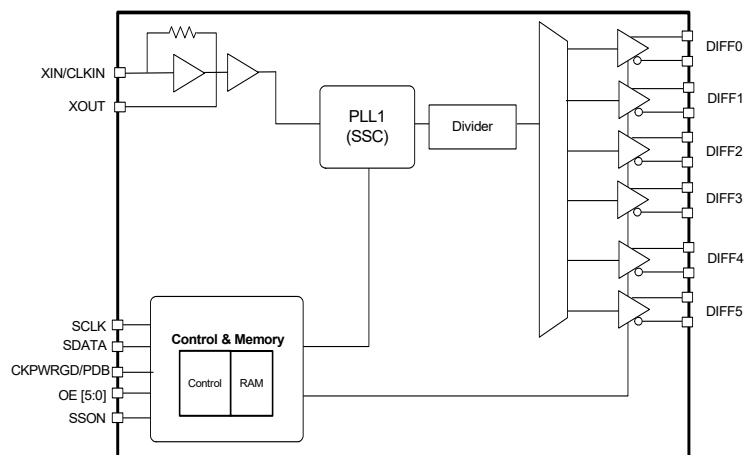 XIN/CLKIN
XOUT
PLL1
(SSC)
Divider
DIFF0
DIFF1
DIFF2
DIFF3
DIFF4
DIFF5
SCLK
SDATA
CKPWRGD/PDB
OE [5:0]
SSON
Control & Memory
Control
RAM